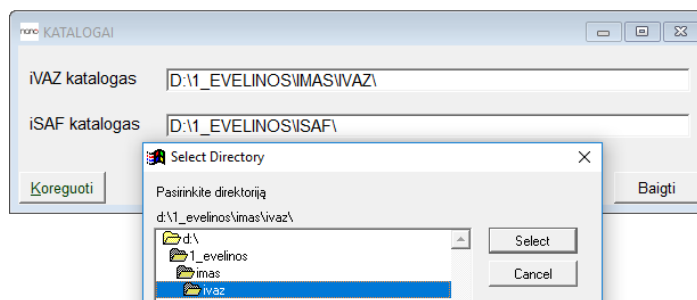 nano KATALOGAI
iVAZ katalogas D:\1_EVELINOS\IMAS\IVAZ\
iSAF katalogas D:\1_EVELINOS\ISAF\
Select Directory
Koreguoti
Baigti
Pasirinkite direktoriją
d:\1_evelinos\imas\ivaz\
d:\
Select
1_evelinos
imas
Cancel
ivaz